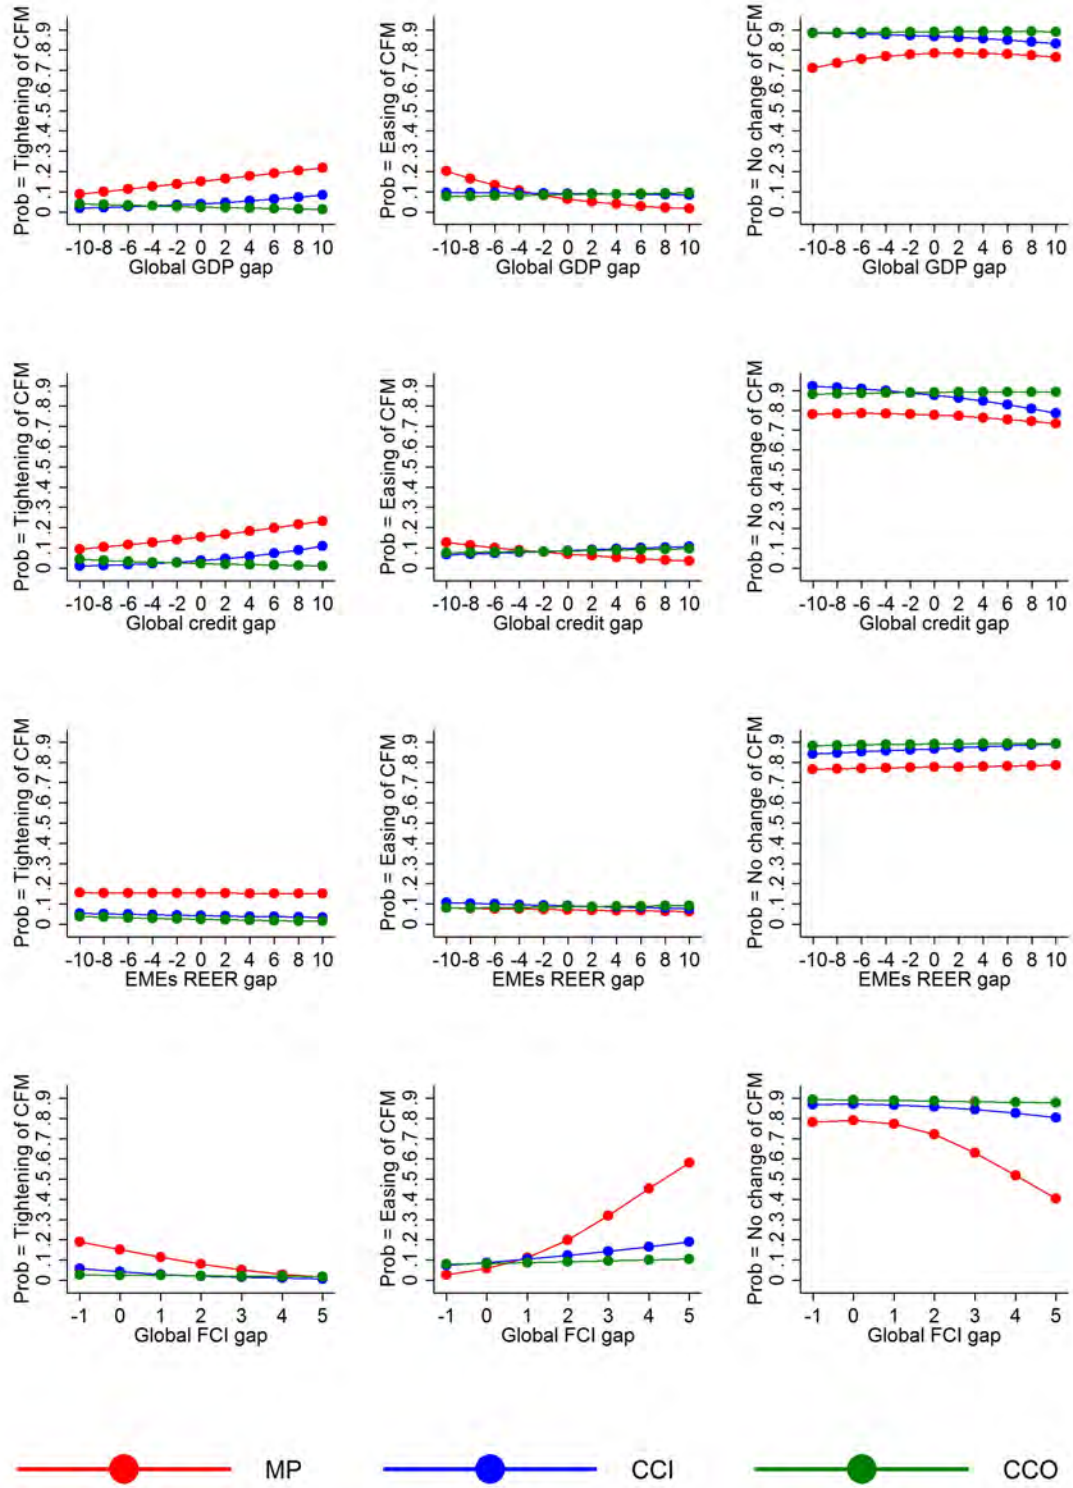 Prob = Tightening of CFM
0 .1 .2 .3 .4 .5 .6 .7 .8 .9
-10 -8 -6 -4 -2 0 2 4 6 8 10
Global GDP gap
Prob = Easing of CFM
0 .1 .2 .3 .4 .5 .6 .7 .8 .9
-10 -8 -6 -4 -2 0 2 4 6 8 10
Global GDP gap
Prob = No change of CFM
0 .1 .2 .3 .4 .5 .6 .7 .8 .9
-10 -8 -6 -4 -2 0 2 4 6 8 10
Global GDP gap
Prob = Tightening of CFM
0 .1 .2 .3 .4 .5 .6 .7 .8 .9
-10 -8 -6 -4 -2 0 2 4 6 8 10
Global credit gap
Prob = Easing of CFM
0 .1 .2 .3 .4 .5 .6 .7 .8 .9
-10 -8 -6 -4 -2 0 2 4 6 8 10
Global credit gap
Prob = No change of CFM
0 .1 .2 .3 .4 .5 .6 .7 .8 .9
-10 -8 -6 -4 -2 0 2 4 6 8 10
Global credit gap
Prob = Tightening of CFM
0 .1 .2 .3 .4 .5 .6 .7 .8 .9
-10 -8 -6 -4 -2 0 2 4 6 8 10
EMEs REER gap
Prob = Easing of CFM
0 .1 .2 .3 .4 .5 .6 .7 .8 .9
-10 -8 -6 -4 -2 0 2 4 6 8 10
EMEs REER gap
Prob = No change of CFM
0 .1 .2 .3 .4 .5 .6 .7 .8 .9
-10 -8 -6 -4 -2 0 2 4 6 8 10
EMEs REER gap
Prob = Tightening of CFM
0 .1 .2 .3 .4 .5 .6 .7 .8 .9
-1 0 1 2 3 4 5
Global FCI gap
Prob = Easing of CFM
0 .1 .2 .3 .4 .5 .6 .7 .8 .9
-1 0 1 2 3 4 5
Global FCI gap
Prob = No change of CFM
0 .1 .2 .3 .4 .5 .6 .7 .8 .9
-1 0 1 2 3 4 5
Global FCI gap
MP CCI CCO